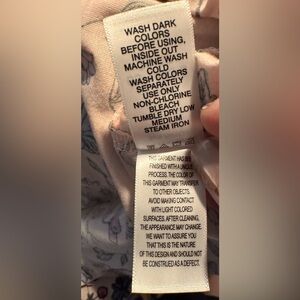 WASH DARK
COLORS
BEFORE USING,
INSIDE OUT
MACHINE WASH
COLD
WASH COLORS
SEPARATELY
USE ONLY
NON-CHLORINE
BLEACH
TUMBLE DRY LOW
MEDIUM
STEAM IRON
THIS GARMENT HAS BEEN
FINISHED WITH A UNIQUE
PROCESS. THE COLOR OF
THIS GARMENT MAY TRANSFER
TO OTHER OBJECTS.
AVOID MAKING CONTACT
WITH LIGHT COLORED
SURFACES. AFTER CLEANING,
THE APPEARANCE MAY CHANGE.
WE WANT TO ASSURE YOU
THAT THIS IS THE NATURE
OF THIS DESIGN AND SHOULD NOT
BE CONSTRUED AS A DEFECT.